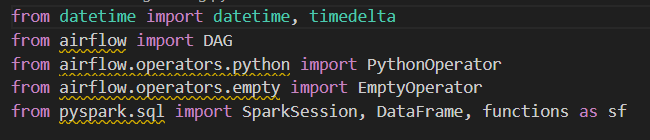 from datetime import datetime, timedelta
from airflow import DAG
from airflow.operators.python import PythonOperator
from airflow.operators.empty import EmptyOperator
from pyspark.sql import SparkSession, DataFrame, functions as sf